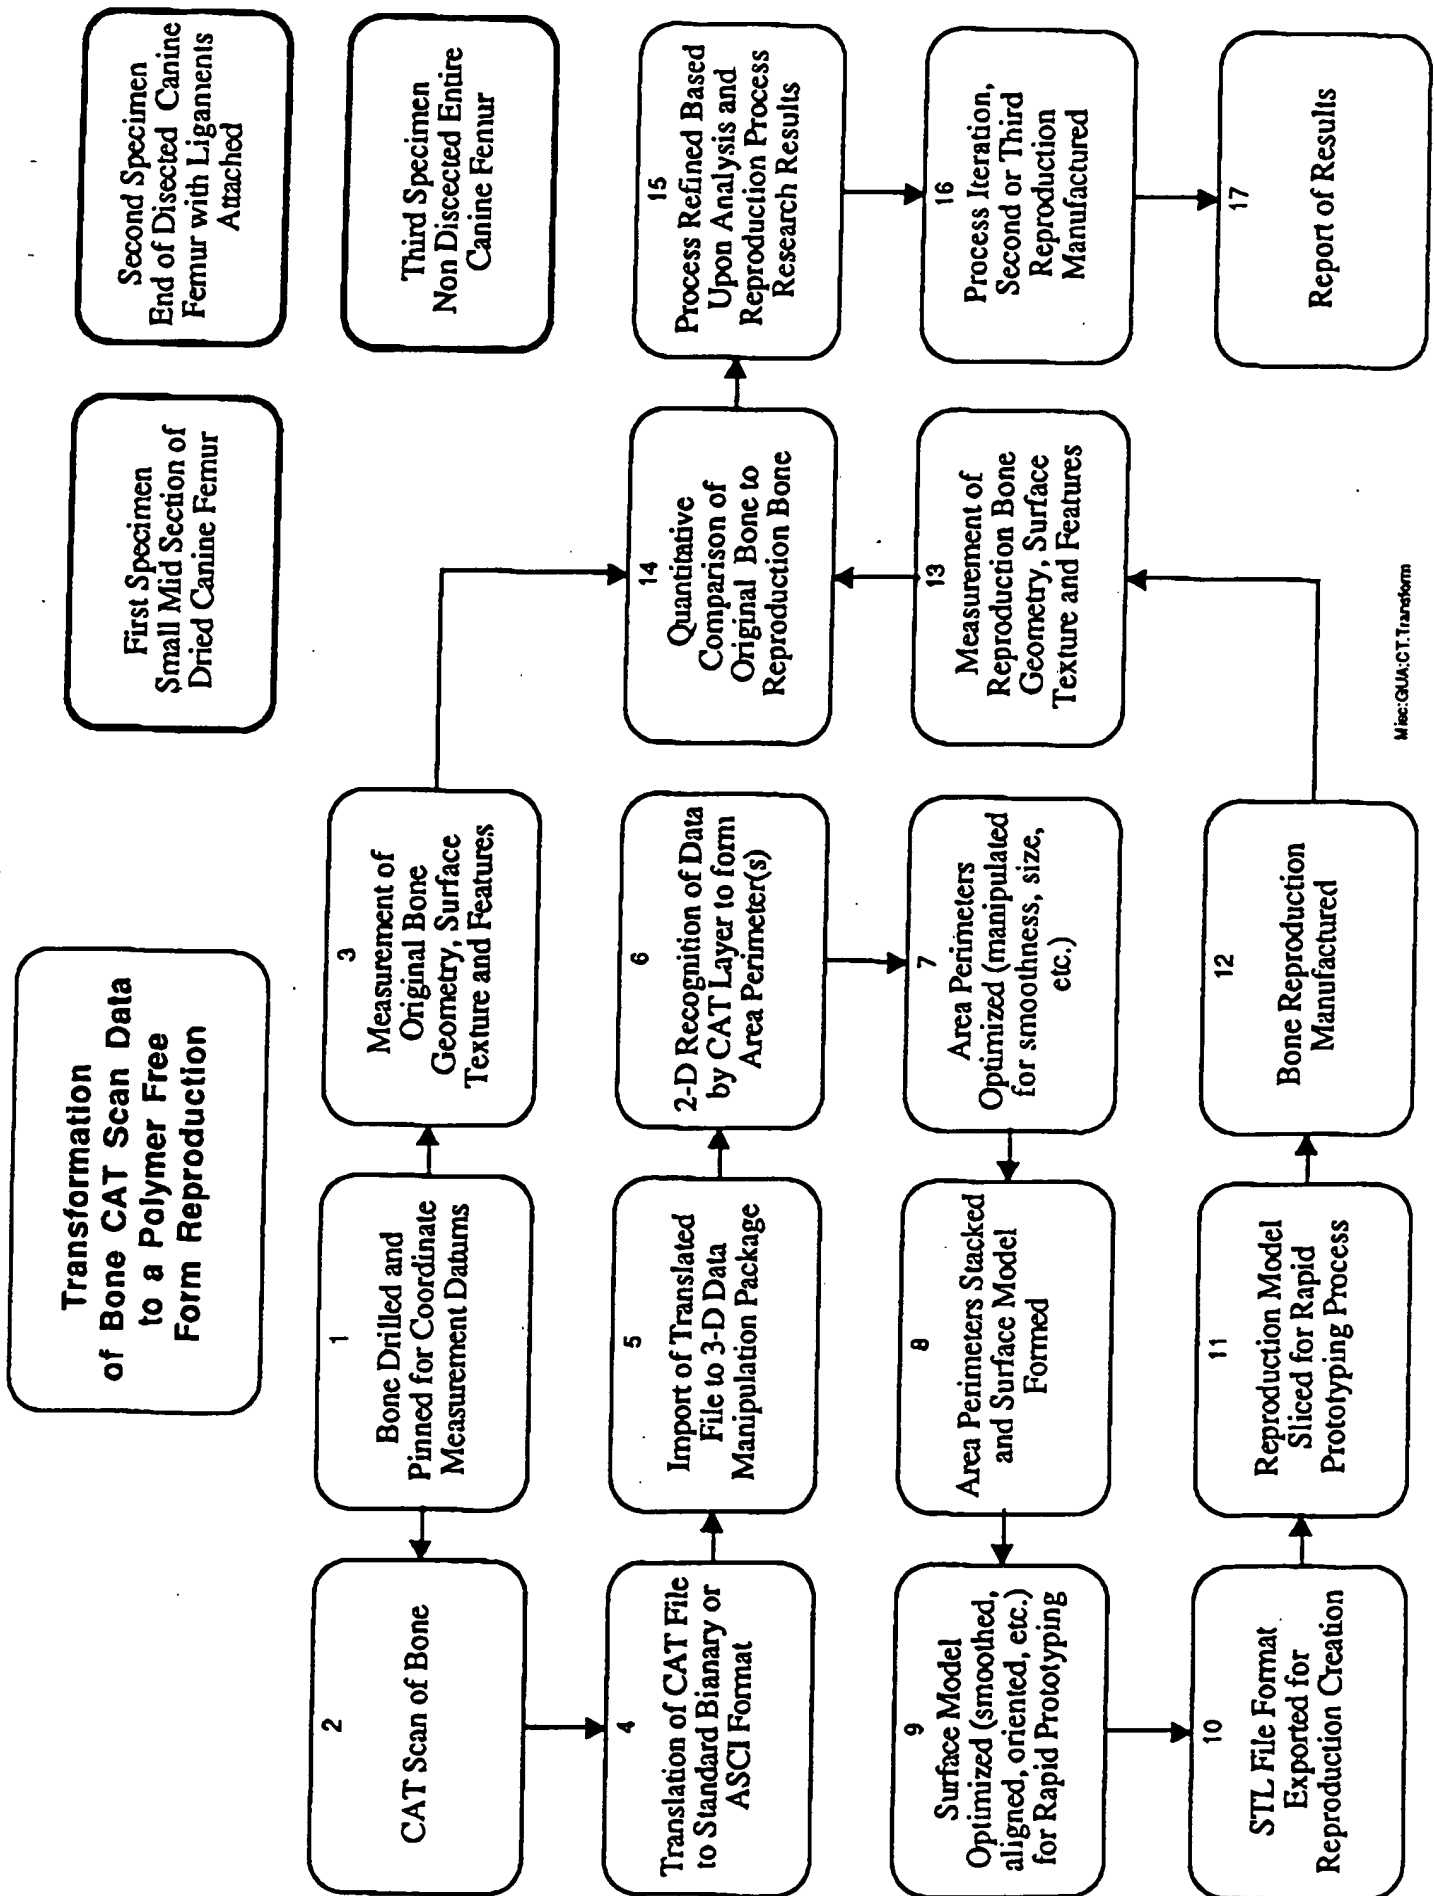 Transformation
of Bone CAT Scan Data
to a Polymer Free
Form Reproduction
First Specimen
Small Mid Section of
Dried Canine Femur
Second Specimen
End of Disected Canine
Femur with Ligaments
Attached
Third Specimen
Non Discected Entire
Canine Femur
1
Bone Drilled and
Pinned for Coordinate
Measurement Datums
2
CAT Scan of Bone
3
Measurement of
Original Bone
Geometry, Surface
Texture and Features
4
Translation of CAT File
to Standard Bianary or
ASCI Format
5
Import of Translated
File to 3-D Data
Manipulation Package
6
2-D Recognition of Data
by CAT Layer to form
Area Perimeter(s)
7
Area Perimeters
Optimized (manipulated
for smoothness, size,
etc.)
8
Area Perimeters Stacked
and Surface Model
Formed
9
Surface Model
Optimized (smoothed,
aligned, oriented, etc.)
for Rapid Prototyping
10
STL File Format
Exported for
Reproduction Creation
11
Reproduction Model
Sliced for Rapid
Prototyping Process
12
Bone Reproduction
Manufactured
13
Measurement of
Reproduction Bone
Geometry, Surface
Texture and Features
14
Quantitative
Comparison of
Original Bone to
Reproduction Bone
15
Process Refined Based
Upon Analysis and
Reproduction Process
Research Results
16
Process Iteration,
Second or Third
Reproduction
Manufactured
17
Report of Results